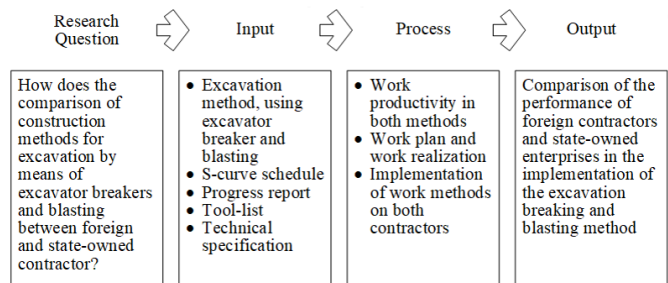 Research
Question
Input
Process
Output
How does the
comparison of
construction
methods for
excavation by
means of
excavator breakers
and blasting
between foreign
and state-owned
contractor?
• Excavation
method, using
excavator
breaker and
blasting
• S-curve schedule
• Progress report
• Tool-list
• Technical
specification
• Work
productivity in
both methods
• Work plan and
work realization
• Implementation
of work methods
on both
contractors
Comparison of the
performance of
foreign contractors
and state-owned
enterprises in the
implementation of
the excavation
breaking and
blasting method